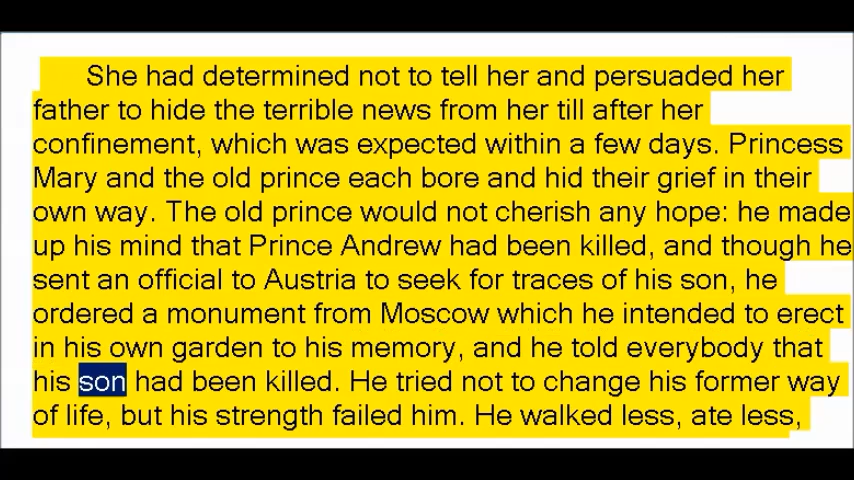 She had determined not to tell her and persuaded her
father to hide the terrible news from her till after her
confinement, which was expected within a few days. Princess
Mary and the old prince each bore and hid their grief in their
own way. The old prince would not cherish any hope: he made
up his mind that Prince Andrew had been killed, and though he
sent an official to Austria to seek for traces of his son, he
ordered a monument from Moscow which he intended to erect
in his own garden to his memory, and he told everybody that
his son had been killed. He tried not to change his former way
of life, but his strength failed him. He walked less, ate less,